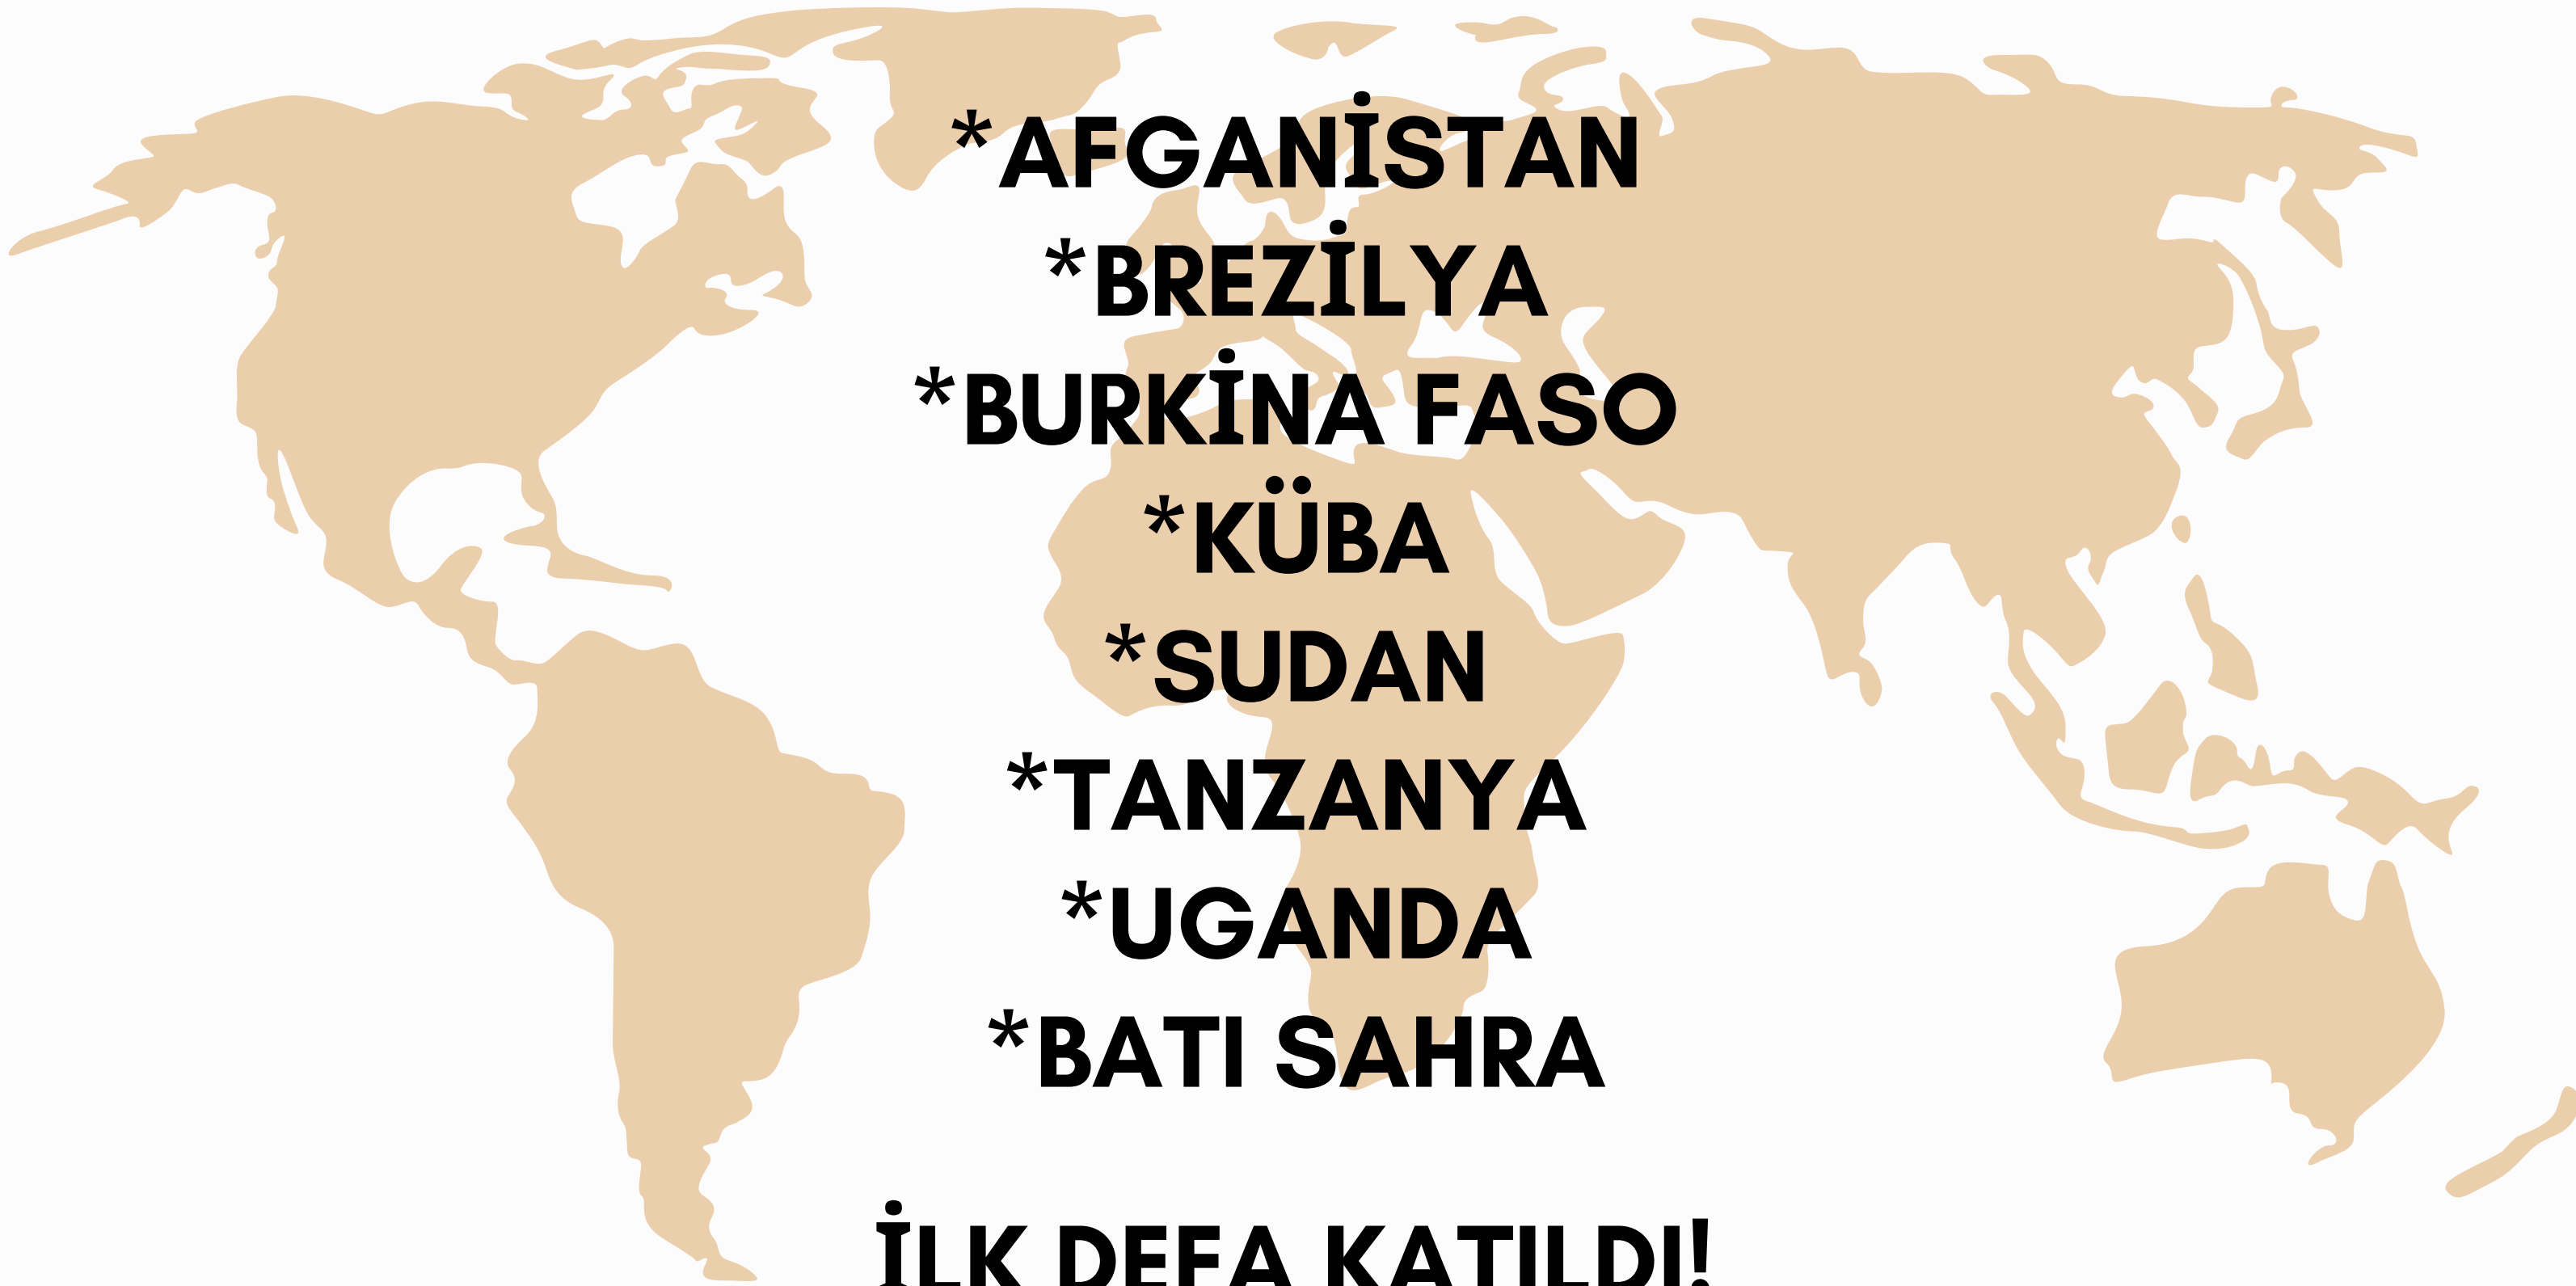 *AFGANİSTAN
*BREZİLYA
*BURKİNA FASO
*KÜBA
*SUDAN
*TANZANYA
*UGANDA
*BATI SAHRA
İLK DEFA KATILDI!